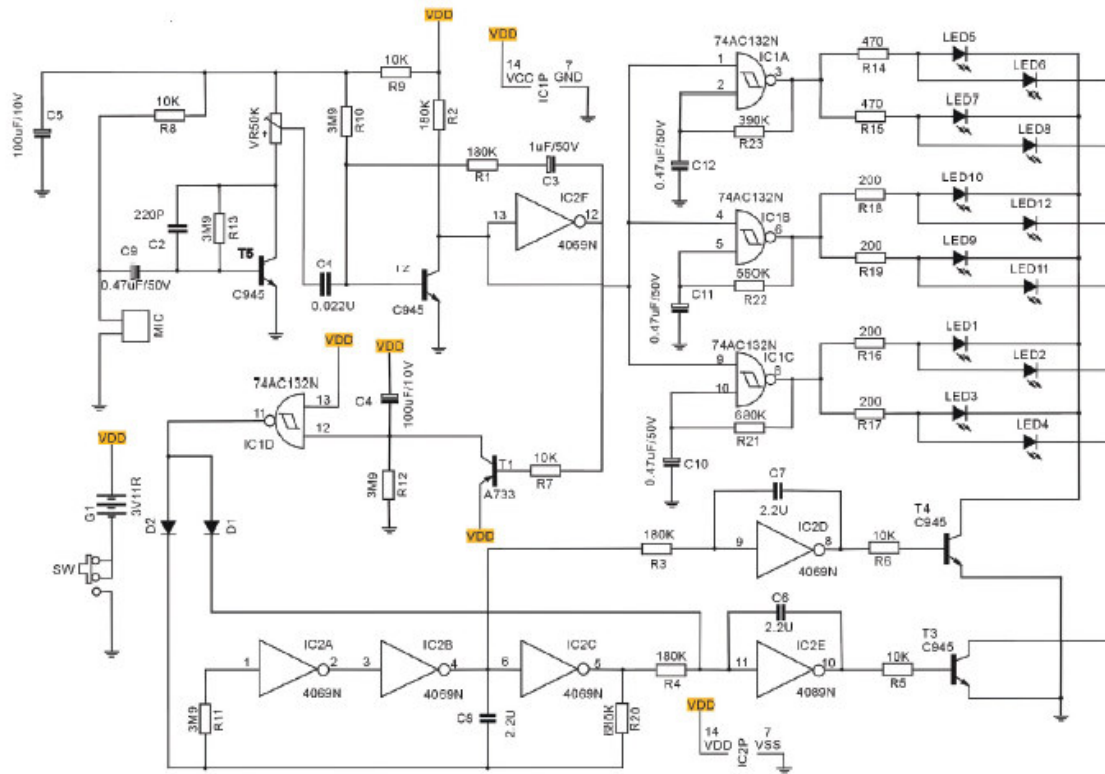 VDD
VDD
74AC132N
LED5
14
7
1
IC1A
470
LED6
VCC
GND
3
R14
10K
IC1P
2
LED7
10K
R9
470
LED8
100uF/10V
C5
R8
VR50K
3M9
R10
180K
R2
390K
R15
R23
1uF/50V
0.47uF/50V
C12
180K
C3
74AC132N
LED10
R1
IC2F
200
LED12
220P
3M9
R13
13
12
4
IC1B
6
R18
LED9
C2
5
200
C9
T5
T2
4069N
560K
R19
LED11
0.47uF/50V
C1
R22
C945
0.022U
C945
0.47uF/50V
C11
MIC
74AC132N
LED1
VDD
VDD
9
IC1C
200
LED2
74AC132N
8
R16
100uF/10V
10
LED3
11
13
C4
680K
200
LED4
IC1D
12
R21
R17
VDD
3M9
R12
T1
10K
0.47uF/50V
C10
G1
3V11R
A733
R7
C7
T4
D2
D1
VDD
2.2U
IC2D
C945
180K
9
8
10K
SW
R3
4069N
R6
C6
T3
IC2A
IC2B
IC2C
2.2U
IC2E
C945
1
2
3
4
6
5
180K
11
10
10K
4069N
4069N
4069N
R4
4089N
R5
3M9
R11
C8
2.2U
680K
R20
VDD
14
7
VDD
IC2P
VSS